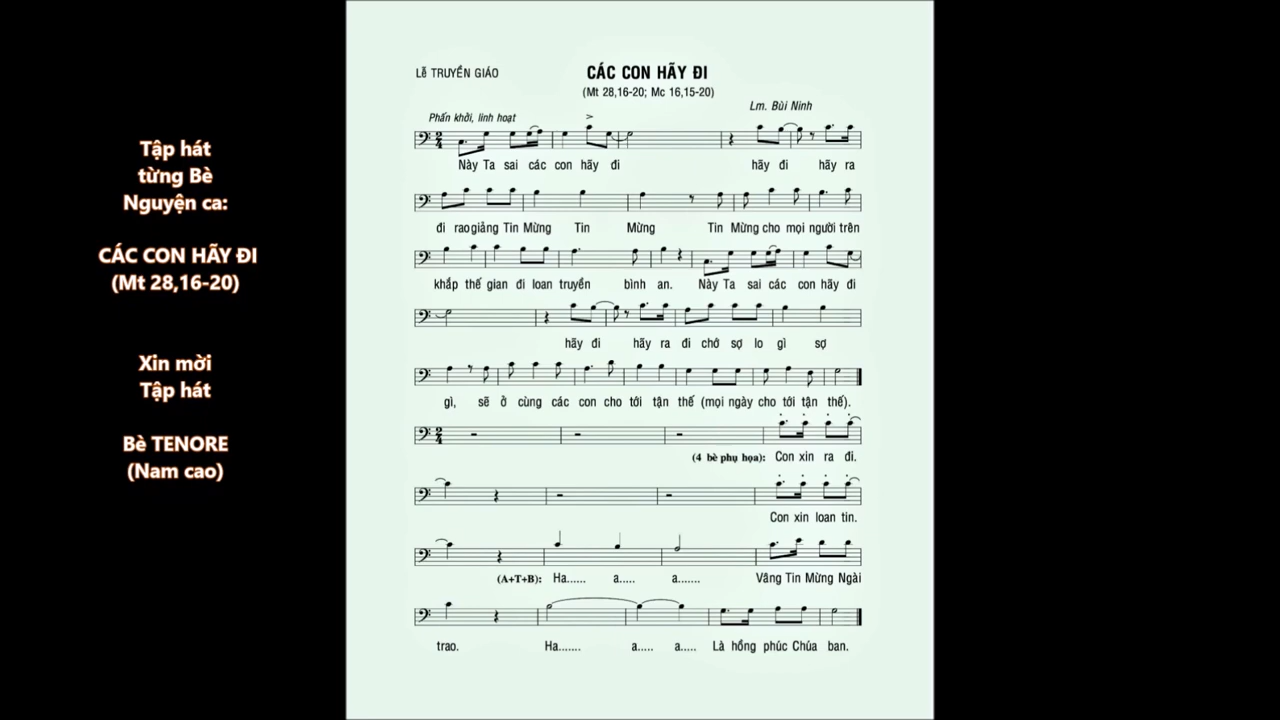 Tập hát
từng Bè
Nguyện ca:
CÁC CON HÃY ĐI
(Mt 28,16-20)
Xin mời
Tập hát
Bè TENORE
(Nam cao)
LỄ TRUYỀN GIÁO
CÁC CON HÃY ĐI
(Mt 28,16-20; Mc 16,15-20)
Lm. Bùi Ninh
Phấn khởi, linh hoạt
Này Ta sai các con hãy đi hãy đi hãy ra
đi rao giảng Tin Mừng Tin Mừng Tin Mừng cho mọi người trên
khắp thế gian đi loan truyền bình an. Này Ta sai các con hãy đi
hãy đi hãy ra đi chớ sợ lo gì sợ
gì, sẽ ở cùng các con cho tới tận thế (mọi ngày cho tới tận thế).
(4 bè phụ họa): Con xin ra đi.
Con xin loan tin.
(A+T+B): Ha...... a..... a....... Vâng Tin Mừng Ngài
trao. Ha....... a..... a..... Là hồng phúc Chúa ban.